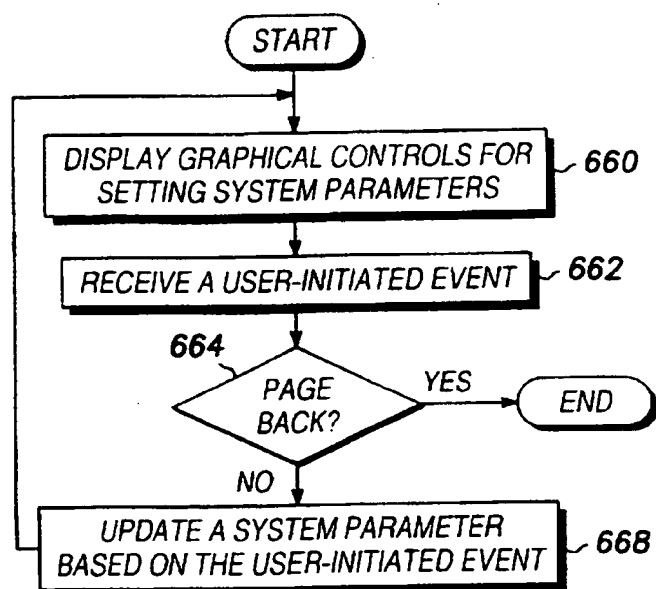 START
DISPLAY GRAPHICAL CONTROLS FOR
SETTING SYSTEM PARAMETERS
660
RECEIVE A USER-INITIATED EVENT
662
664
PAGE
BACK?
YES
END
NO
UPDATE A SYSTEM PARAMETER
BASED ON THE USER-INITIATED EVENT
668